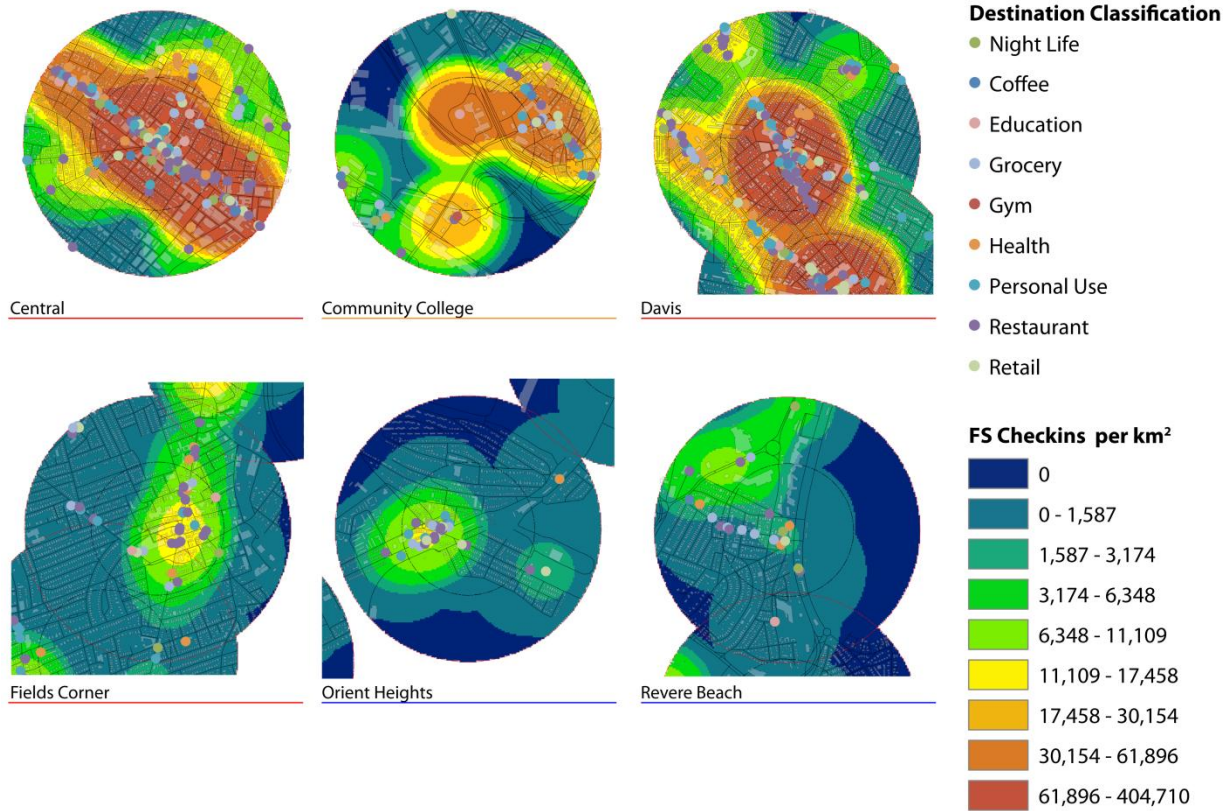 Central
Community College
Davis
Fields Corner
Orient Heights
Revere Beach
Destination Classification
Night Life
Coffee
Education
Grocery
Gym
Health
Personal Use
Restaurant
Retail
FS Checkins per km²
0
0 - 1,587
1,587 - 3,174
3,174 - 6,348
6,348 - 11,109
11,109 - 17,458
17,458 - 30,154
30,154 - 61,896
61,896 - 404,710